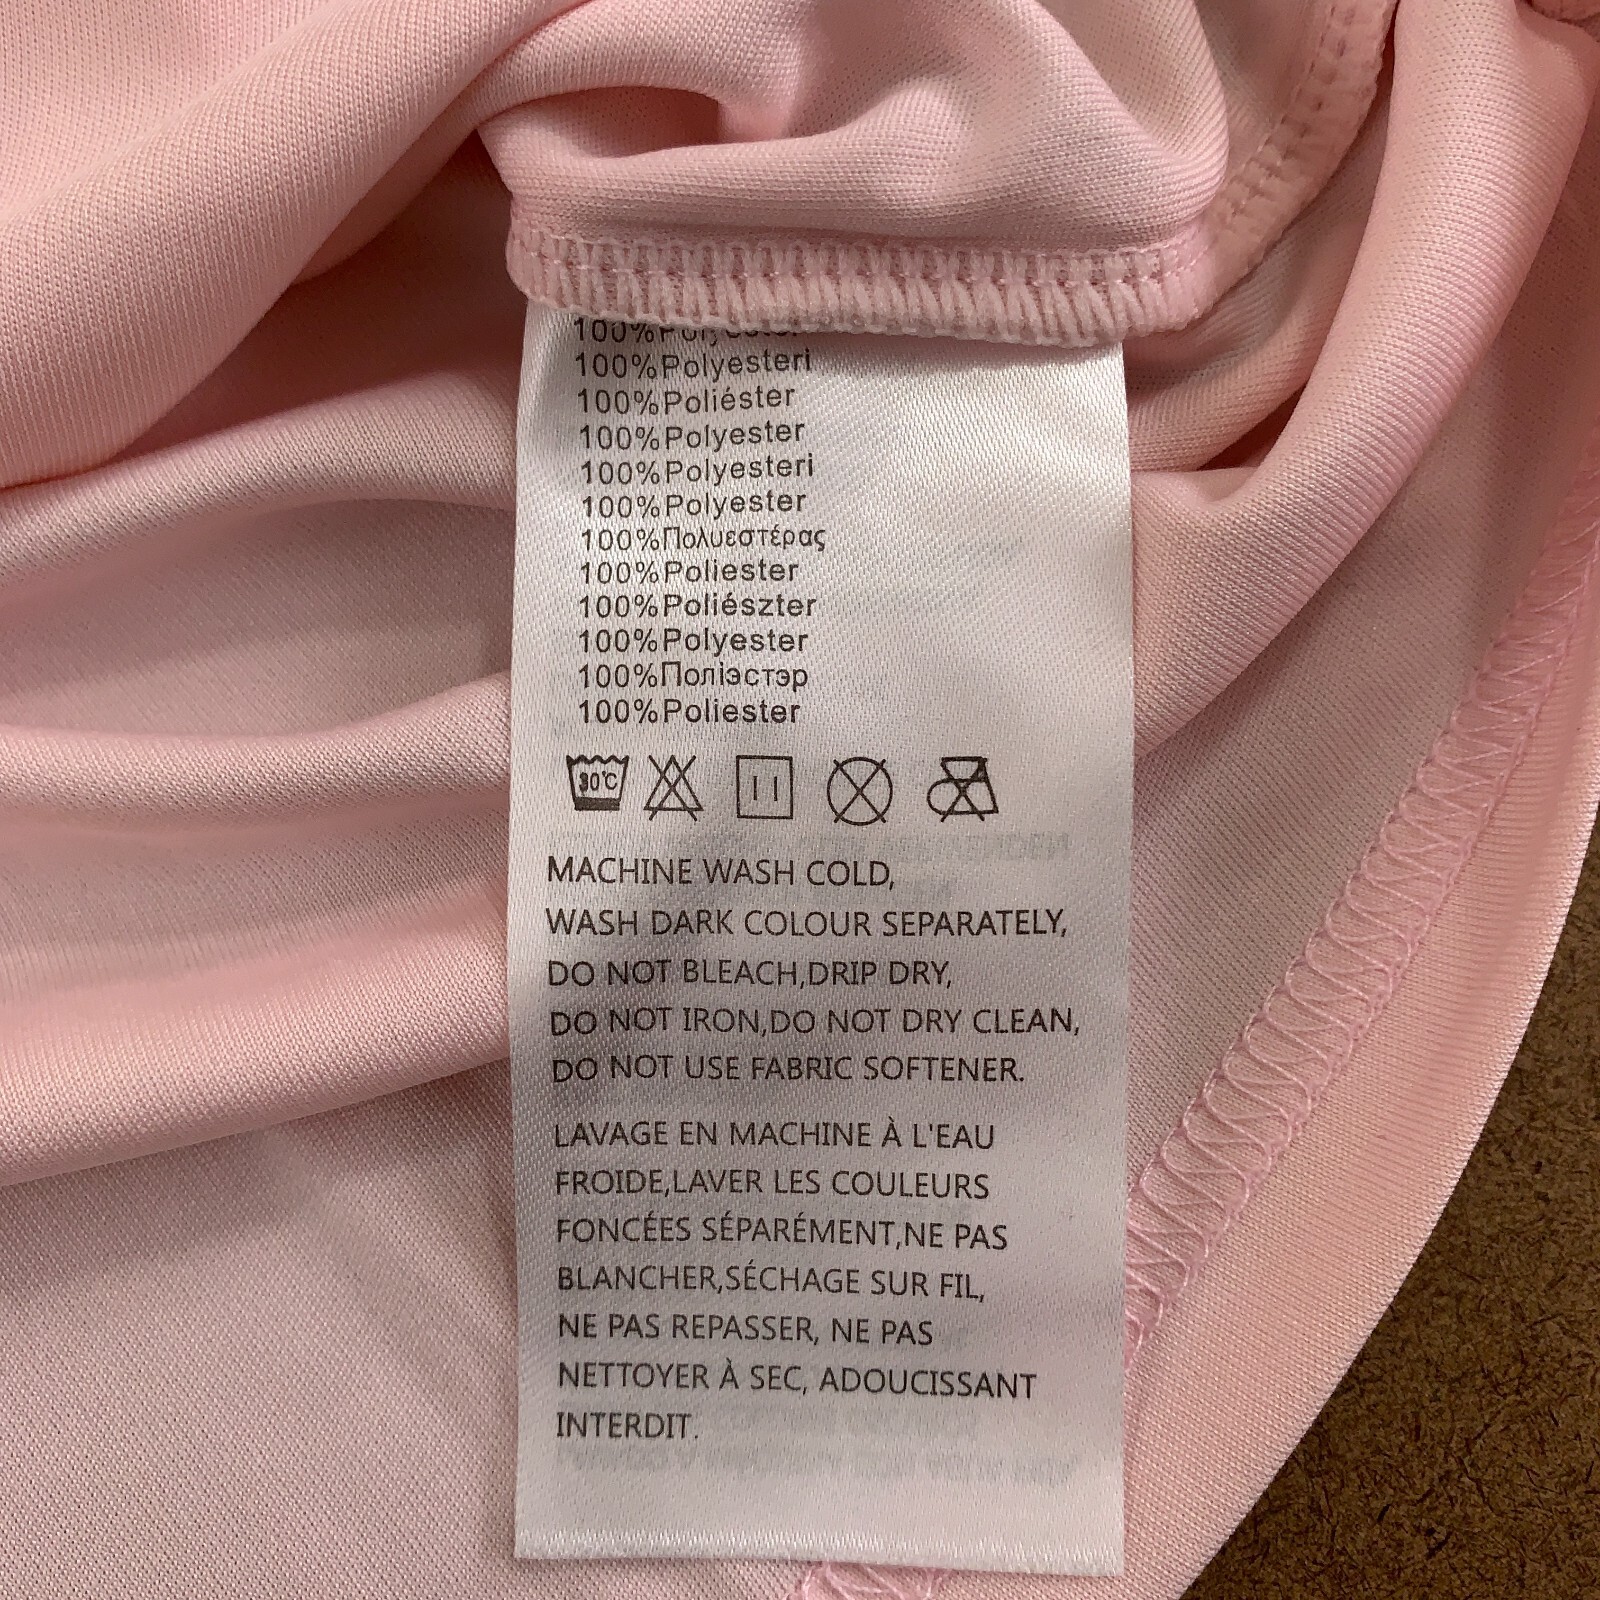 100%Polyester
100%Polyesteri
100%Poliéster
100%Polyester
100%Polyesteri
100%Polyester
100%Πολυεστέρας
100%Poliester
100%Poliészter
100%Polyester
100%Поліэстэр
100%Poliester
30°C
MACHINE WASH COLD,
WASH DARK COLOUR SEPARATELY,
DO NOT BLEACH,DRIP DRY,
DO NOT IRON,DO NOT DRY CLEAN,
DO NOT USE FABRIC SOFTENER.
LAVAGE EN MACHINE À L'EAU
FROIDE,LAVER LES COULEURS
FONCÉES SÉPARÉMENT,NE PAS
BLANCHER,SÉCHAGE SUR FIL,
NE PAS REPASSER, NE PAS
NETTOYER À SEC, ADOUCISSANT
INTERDIT.